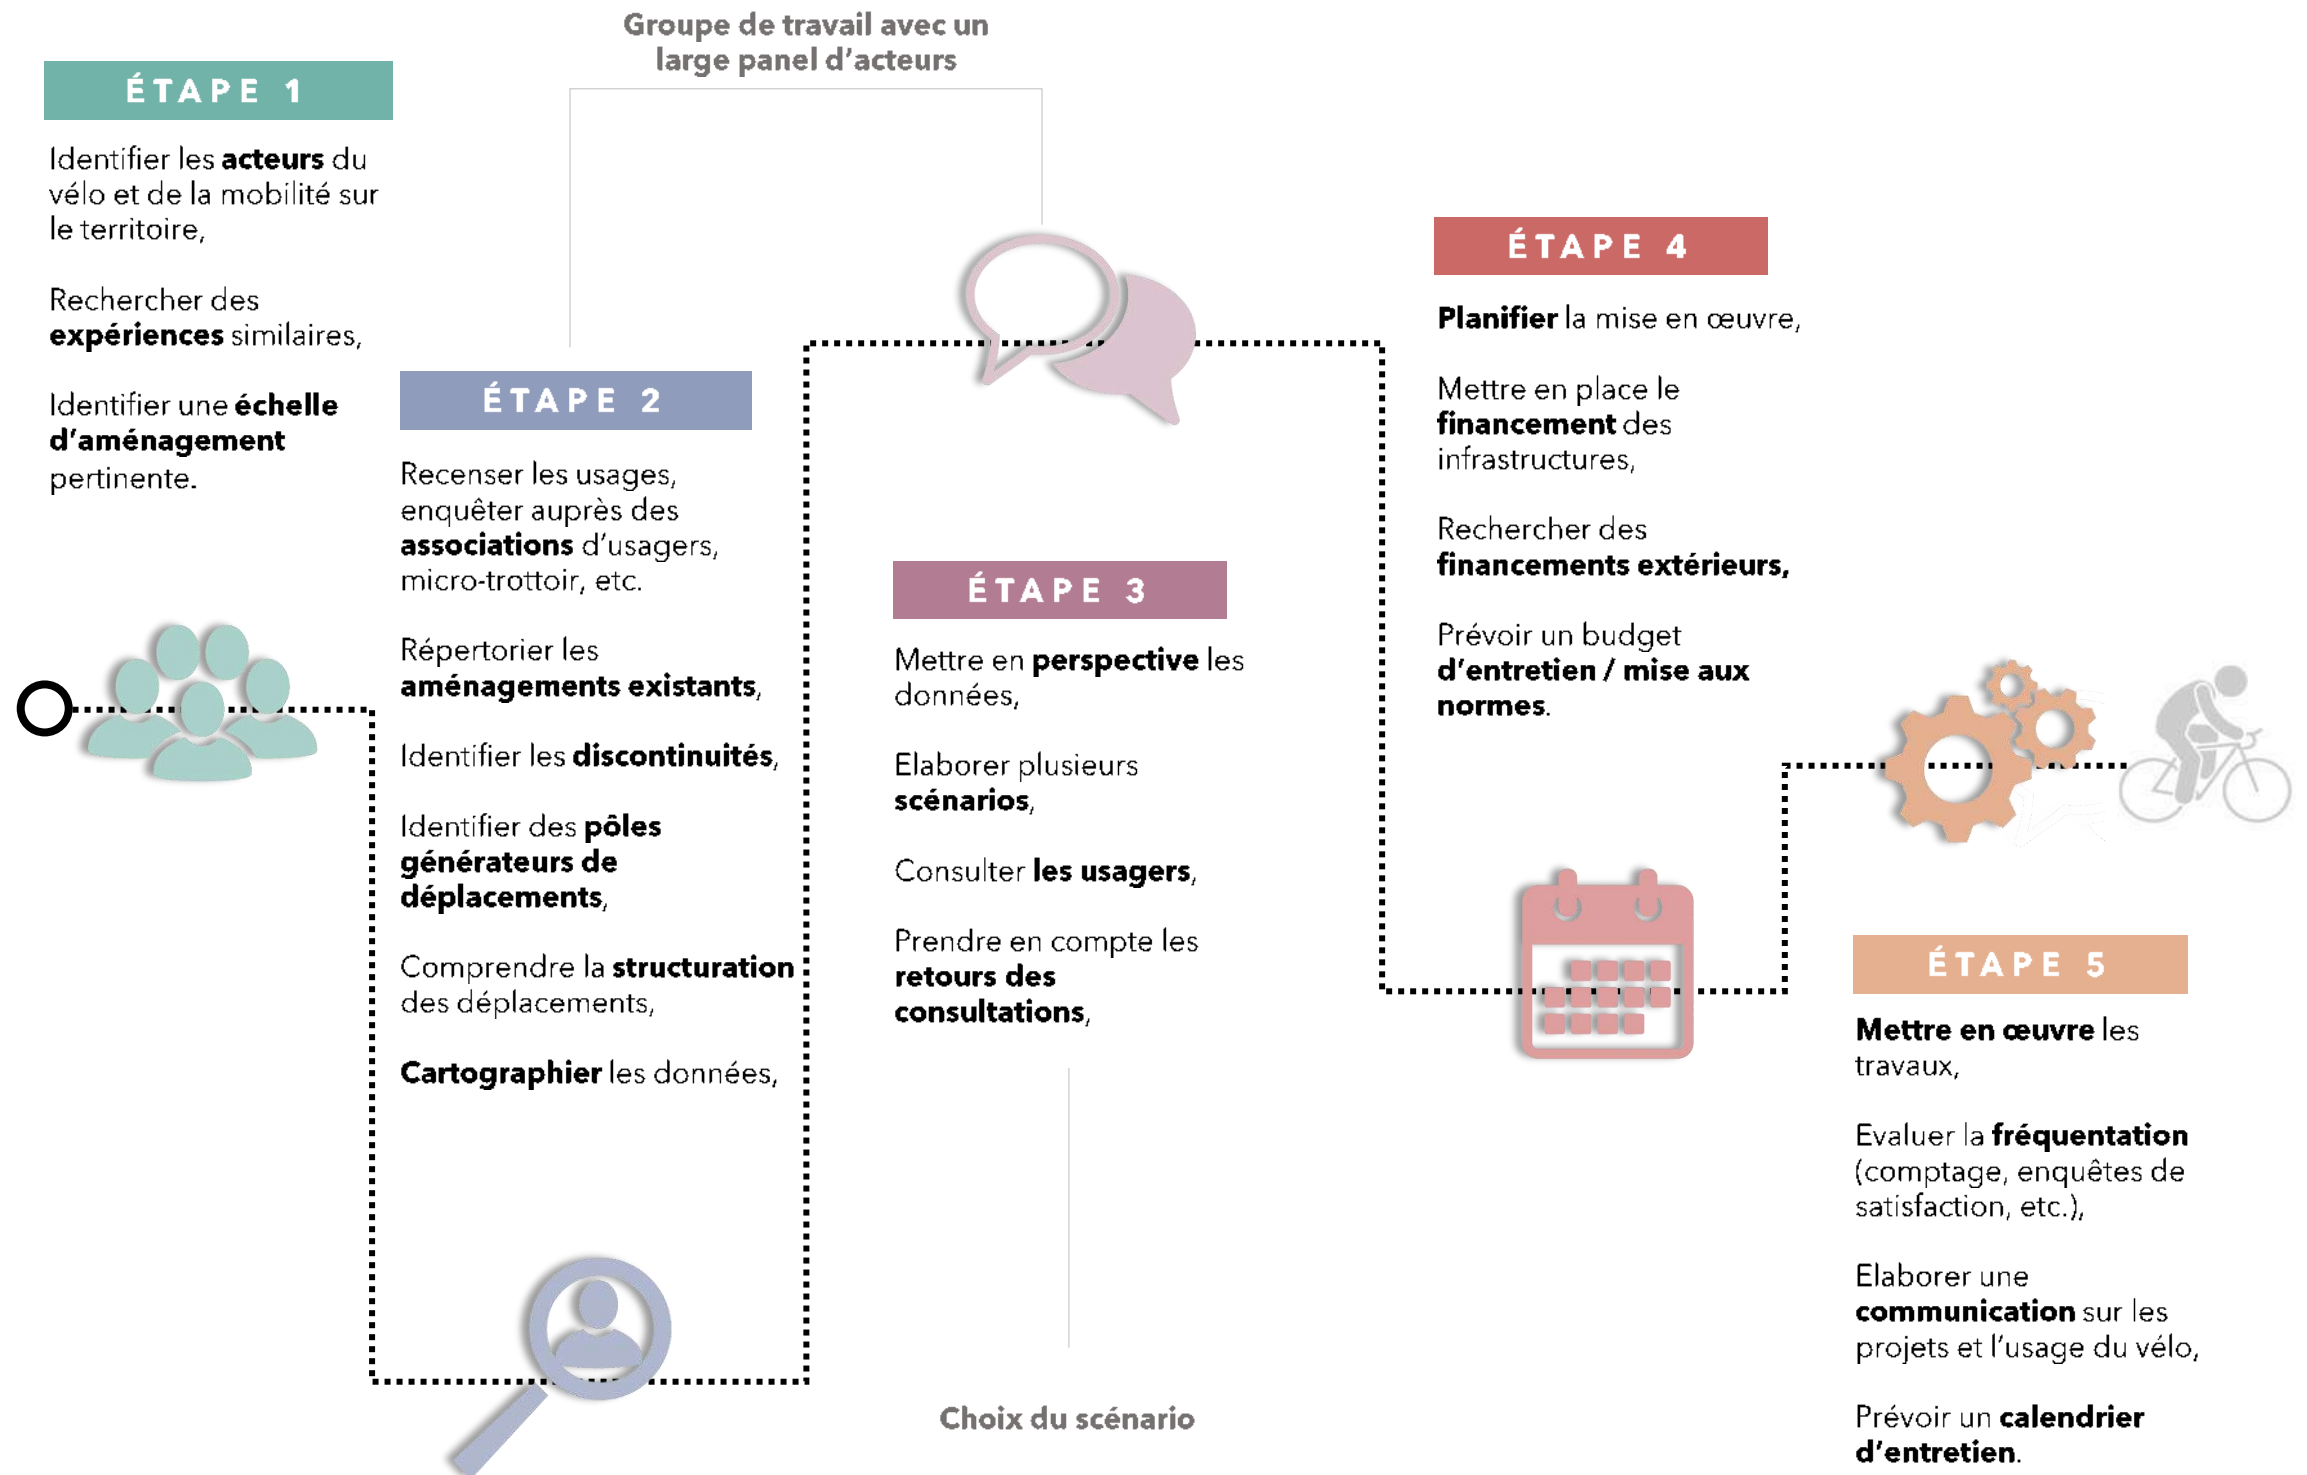 Groupe de travail avec un
large panel d'acteurs
ÉTAPE 1
Identifier les acteurs du
vélo et de la mobilité sur
le territoire,
Rechercher des
expériences similaires,
Identifier une échelle
d'aménagement
pertinente.
ÉTAPE 2
Recenser les usages,
enquêter auprès des
associations d'usagers,
micro-trottoir, etc.
Répertorier les
aménagements existants,
Identifier les discontinuités,
Identifier des pôles
générateurs de
déplacements,
Comprendre la structuration
des déplacements,
Cartographier les données,
ÉTAPE 3
Mettre en perspective les
données,
Elaborer plusieurs
scénarios,
Consulter les usagers,
Prendre en compte les
retours des
consultations,
Choix du scénario
ÉTAPE 4
Planifier la mise en œuvre,
Mettre en place le
financement des
infrastructures,
Rechercher des
financements extérieurs,
Prévoir un budget
d'entretien / mise aux
normes.
ÉTAPE 5
Mettre en œuvre les
travaux,
Evaluer la fréquentation
(comptage, enquêtes de
satisfaction, etc.),
Elaborer une
communication sur les
projets et l'usage du vélo,
Prévoir un calendrier
d'entretien.